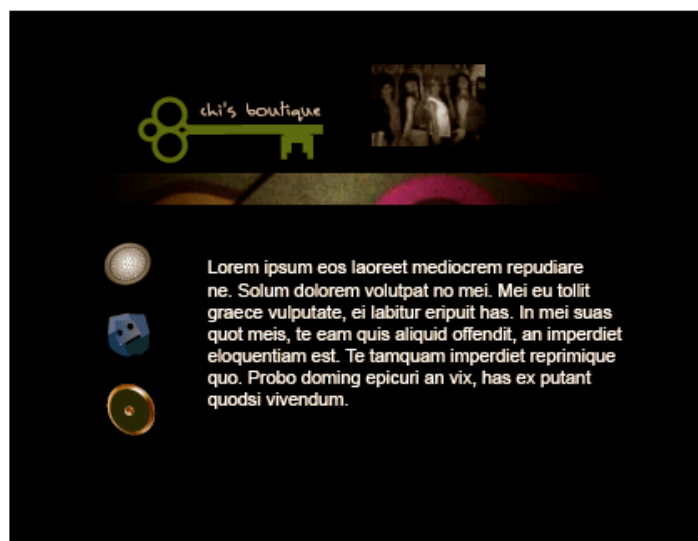 chi's boutique
Lorem ipsum eos laoreet mediocrem repudiare
ne. Solum dolorem volutpat no mei. Mei eu tollit
graece vulputate, ei labitur eripuit has. In mei suas
quot meis, te eam quis aliquid offendit, an imperdiet
eloquentiam est. Te tamquam imperdiet reprimique
quo. Probo doming epicuri an vix, has ex putant
quodsi vivendum.